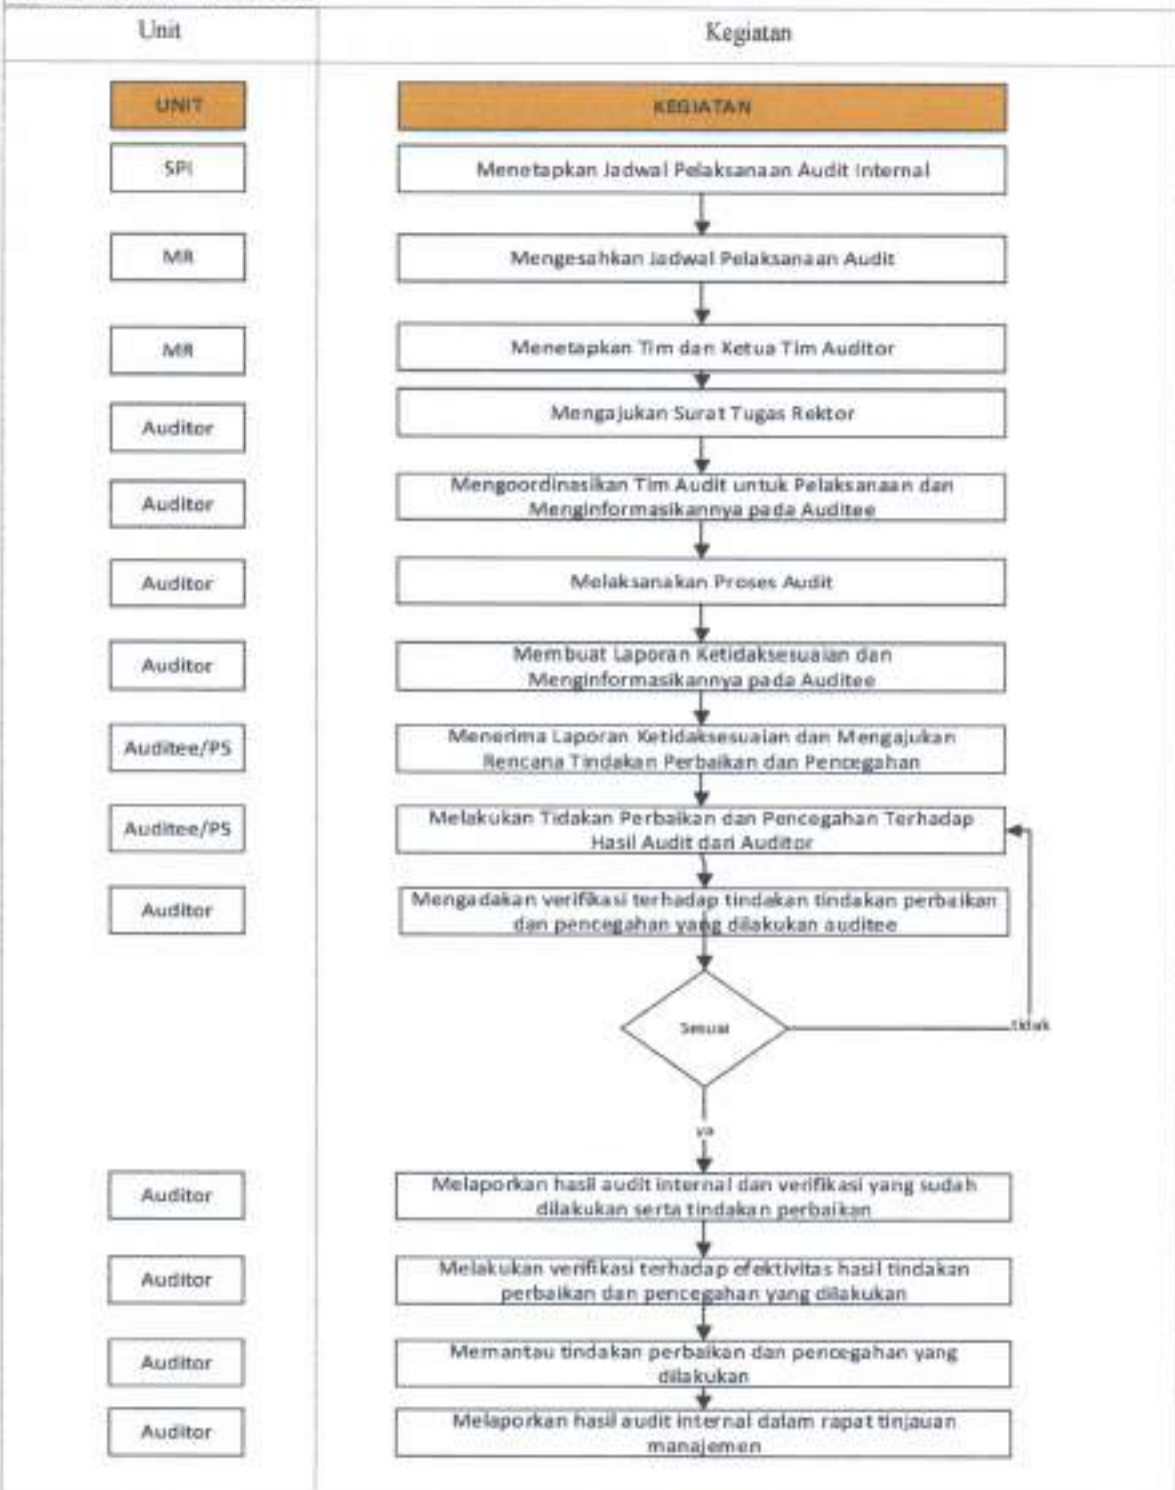 Unit
Kegiatan
UNIT
KEGIATAN
SPI
Menetapkan Jadwal Pelaksanaan Audit Internal
MR
Mengesahkan Jadwal Pelaksanaan Audit
MR
Menetapkan Tim dan Ketua Tim Auditor
Auditor
Mengajukan Surat Tugas Rektor
Auditor
Mengoordinasikan Tim Audit untuk Pelaksanaan dan
Menginformasikannya pada Auditee
Auditor
Melaksanakan Proses Audit
Auditor
Membuat Laporan Ketidaksesuaian dan
Menginformasikannya pada Auditee
Auditee/PS
Menerima Laporan Ketidaksesuaian dan Mengajukan
Rencana Tindakan Perbaikan dan Pencegahan
Auditee/PS
Melakukan Tidakan Perbaikan dan Pencegahan Terhadap
Hasil Audit dari Auditor
Auditor
Mengadakan verifikasi terhadap tindakan tindakan perbaikan
dan pencegahan yang dilakukan auditee
Sesuai
tidak
ya
Auditor
Melaporkan hasil audit internal dan verifikasi yang sudah
dilakukan serta tindakan perbaikan
Auditor
Melakukan verifikasi terhadap efektivitas hasil tindakan
perbaikan dan pencegahan yang dilakukan
Auditor
Memantau tindakan perbaikan dan pencegahan yang
dilakukan
Auditor
Melaporkan hasil audit internal dalam rapat tinjauan
manajemen